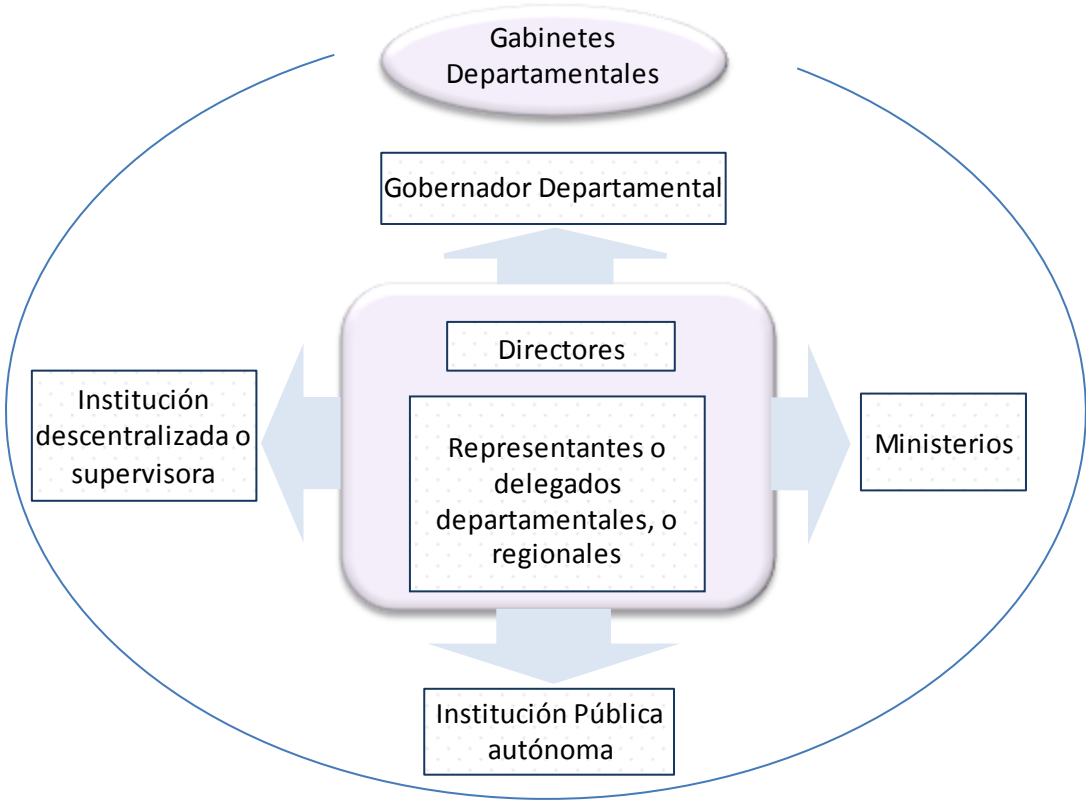 Gabinetes
Departamentales
Gobernador Departamental
Directores
Institución
descentralizada o
supervisora
Representantes o
delegados
departamentales, o
regionales
Ministerios
Institución Pública
autónoma